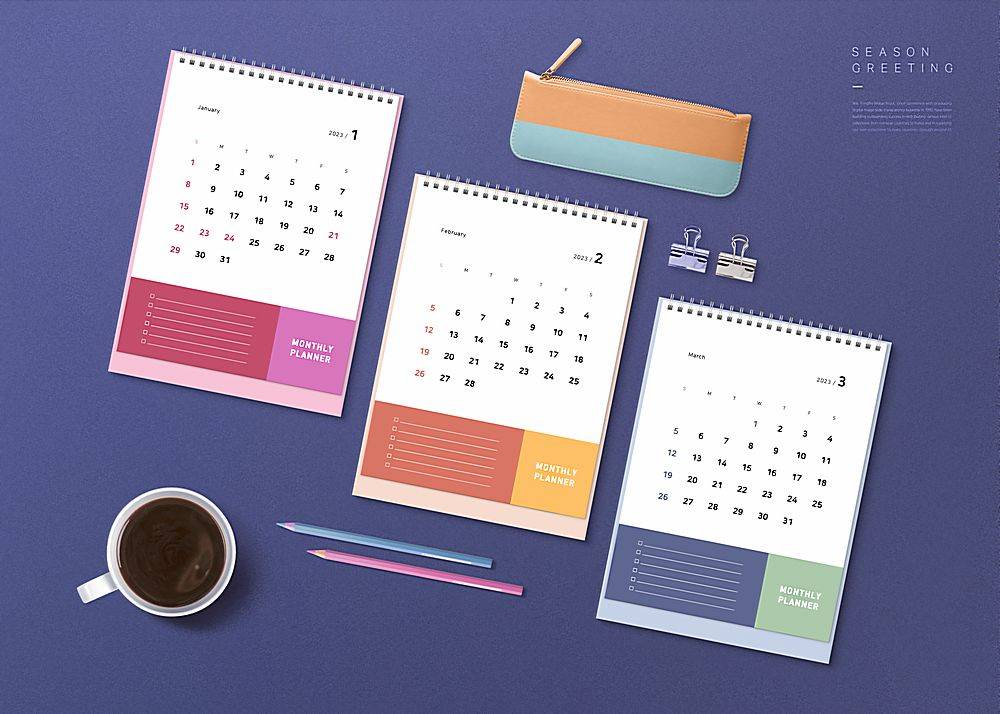 SEASON
GREETING
January
2023 / 1
S M T W T F S
1 2 3 4 5 6 7
8 9 10 11 12 13 14
15 16 17 18 19 20 21
22 23 24 25 26 27 28
29 30 31
MONTHLY
PLANNER
February
2023 / 2
S M T W T F S
1 2 3 4
5 6 7 8 9 10 11
12 13 14 15 16 17 18
19 20 21 22 23 24 25
26 27 28
MONTHLY
PLANNER
March
2023 / 3
S M T W T F S
1 2 3 4
5 6 7 8 9 10 11
12 13 14 15 16 17 18
19 20 21 22 23 24 25
26 27 28 29 30 31
MONTHLY
PLANNER